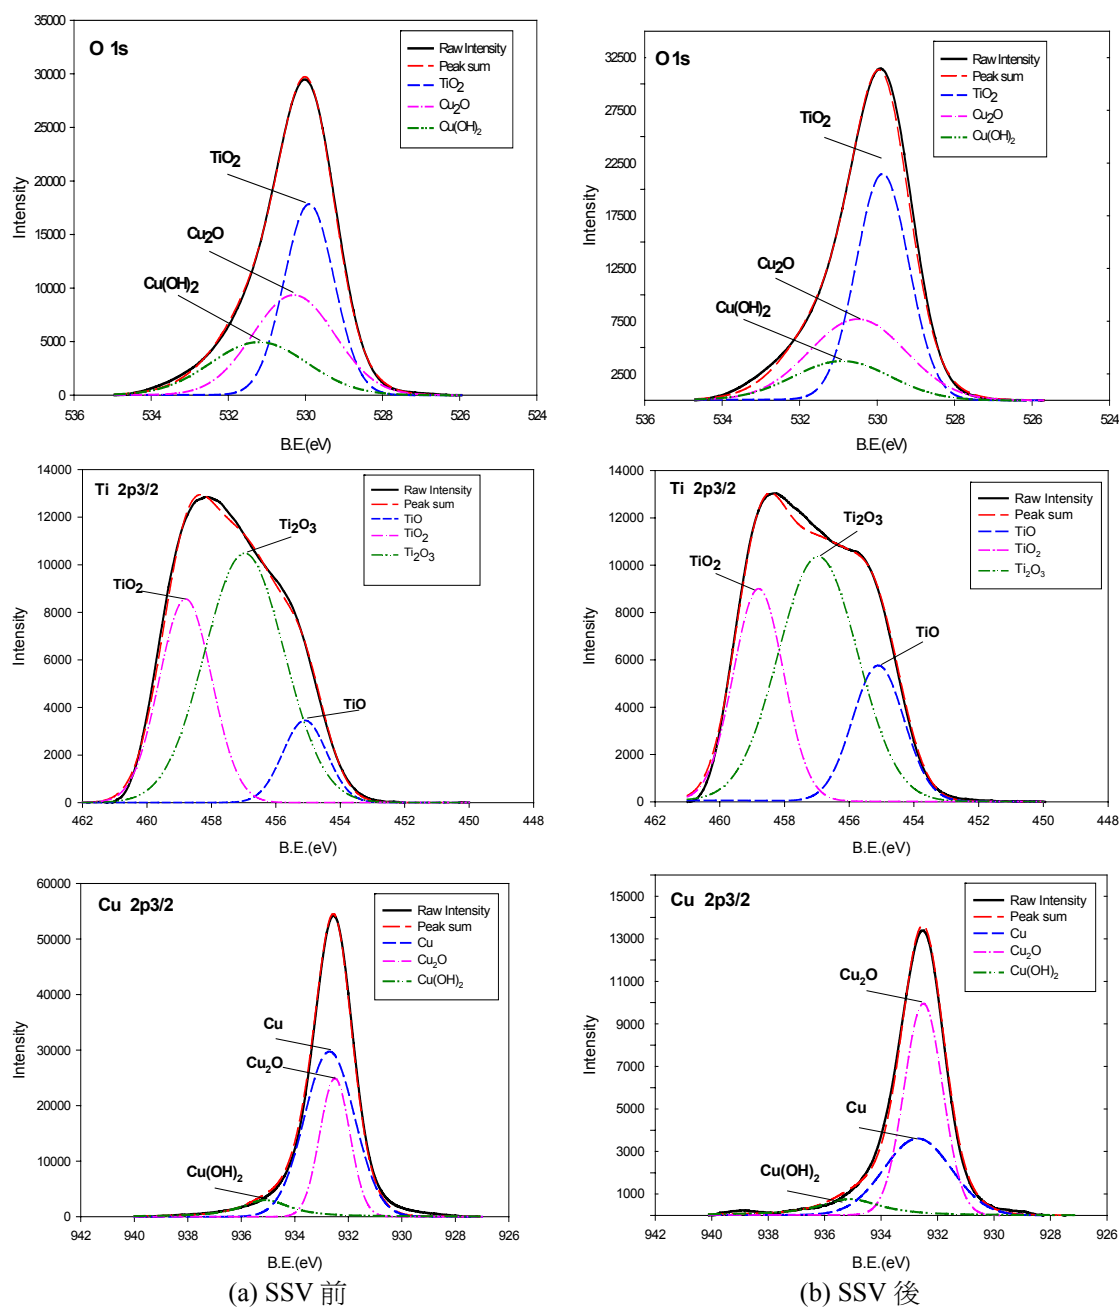 O 1s
35000
30000
25000
20000
15000
10000
5000
0
Intensity
Raw Intensity
Peak sum
TiO2
Cu2O
Cu(OH)2
TiO2
Cu2O
Cu(OH)2
536 534 532 530 528 526 524
B.E.(eV)
O 1s
32500
27500
22500
17500
12500
7500
2500
Intensity
Raw Intensity
Peak sum
TiO2
Cu2O
Cu(OH)2
TiO2
Cu2O
Cu(OH)2
536 534 532 530 528 526 524
B.E.(eV)
Ti 2p3/2
14000
12000
10000
8000
6000
4000
2000
0
Intensity
Raw Intensity
Peak sum
TiO
TiO2
Ti2O3
Ti2O3
TiO2
TiO
462 460 458 456 454 452 450 448
B.E.(eV)
Ti 2p3/2
14000
12000
10000
8000
6000
4000
2000
0
Intensity
Raw Intensity
Peak sum
TiO
TiO2
Ti2O3
Ti2O3
TiO2
TiO
462 460 458 456 454 452 450 448
B.E.(eV)
Cu 2p3/2
60000
50000
40000
30000
20000
10000
0
Intensity
Raw Intensity
Peak sum
Cu
Cu2O
Cu(OH)2
Cu
Cu2O
Cu(OH)2
942 940 938 936 934 932 930 928 926
B.E.(eV)
Cu 2p3/2
15000
13000
11000
9000
7000
5000
3000
1000
Intensity
Raw Intensity
Peak sum
Cu
Cu2O
Cu(OH)2
Cu2O
Cu
Cu(OH)2
942 940 938 936 934 932 930 928 926
B.E.(eV)
(a) SSV 前
(b) SSV 後